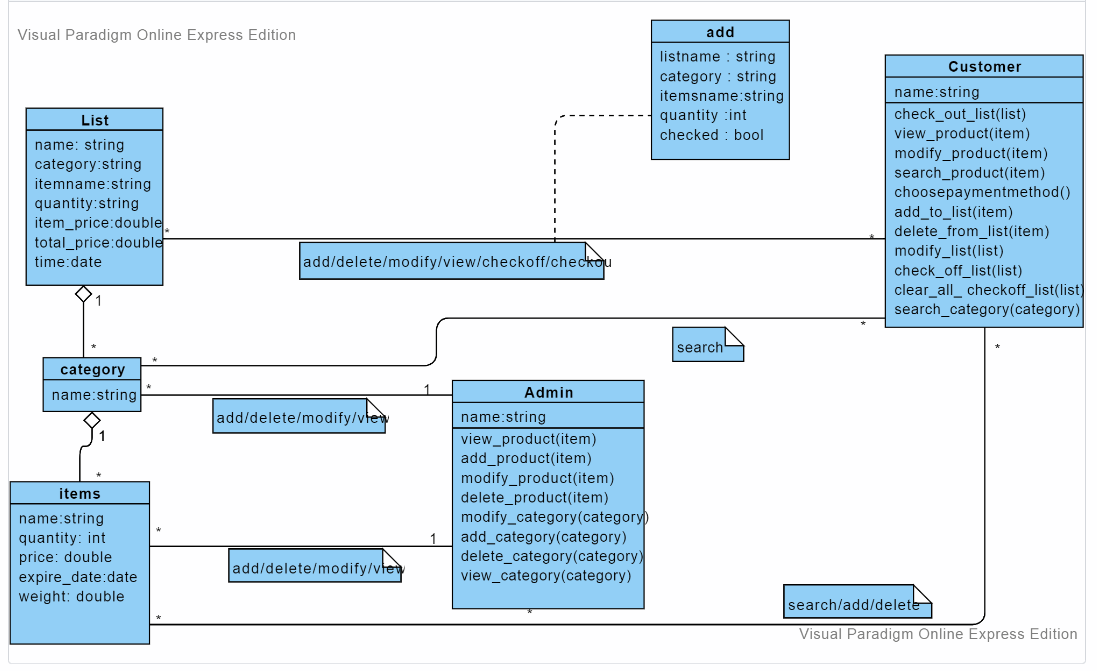 Visual Paradigm Online Express Edition
add
listname : string
category : string
itemsname:string
quantity :int
checked : bool
Customer
name:string
check_out_list(list)
view_product(item)
modify_product(item)
search_product(item)
choosepaymentmethod()
add_to_list(item)
delete_from_list(item)
modify_list(list)
check_off_list(list)
clear_all_ checkoff_list(list)
search_category(category)
List
name: string
category:string
itemname:string
quantity:string
item_price:double
total_price:double
time:date
*
*
add/delete/modify/view/checkoff/checkou
1
*
*
*
search
*
category
name:string
*
1
add/delete/modify/view
Admin
name:string
view_product(item)
add_product(item)
modify_product(item)
delete_product(item)
modify_category(category)
add_category(category)
delete_category(category)
view_category(category)
1
*
items
name:string
quantity: int
price: double
expire_date:date
weight: double
*
1
add/delete/modify/view
*
*
search/add/delete
Visual Paradigm Online Express Edition